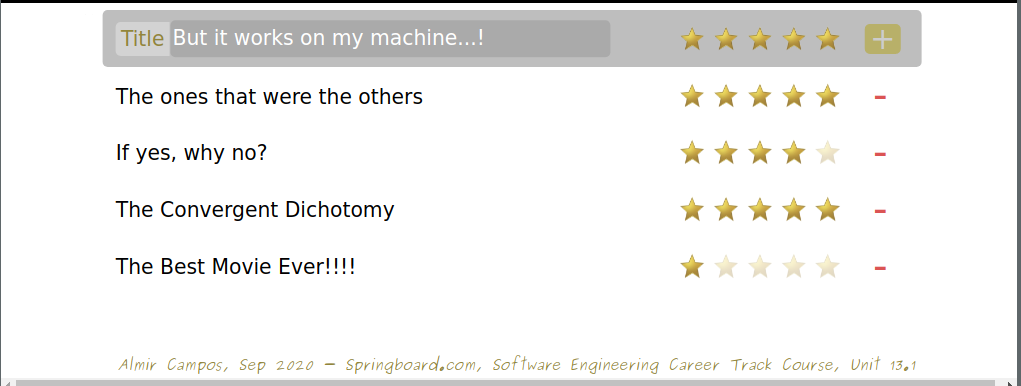 Title But it works on my machine...! +
The ones that were the others -
If yes, why no? -
The Convergent Dichotomy -
The Best Movie Ever!!!! -
Almir Campos, Sep 2020 - Springboard.com, Software Engineering Career Track Course, Unit 13.1